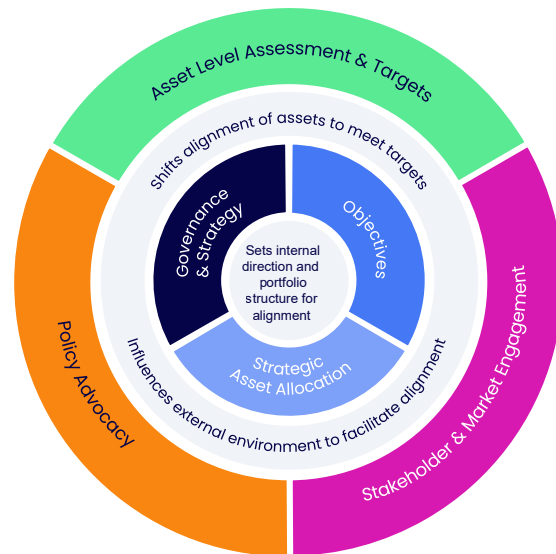 Asset Level Assessment & Targets
Shifts alignment of assets to meet targets
Governance
& Strategy
Objectives
Sets internal
direction and
portfolio
structure for
alignment
Strategic
Asset Allocation
Influences external environment to facilitate alignment
Policy Advocacy
Stakeholder & Market Engagement